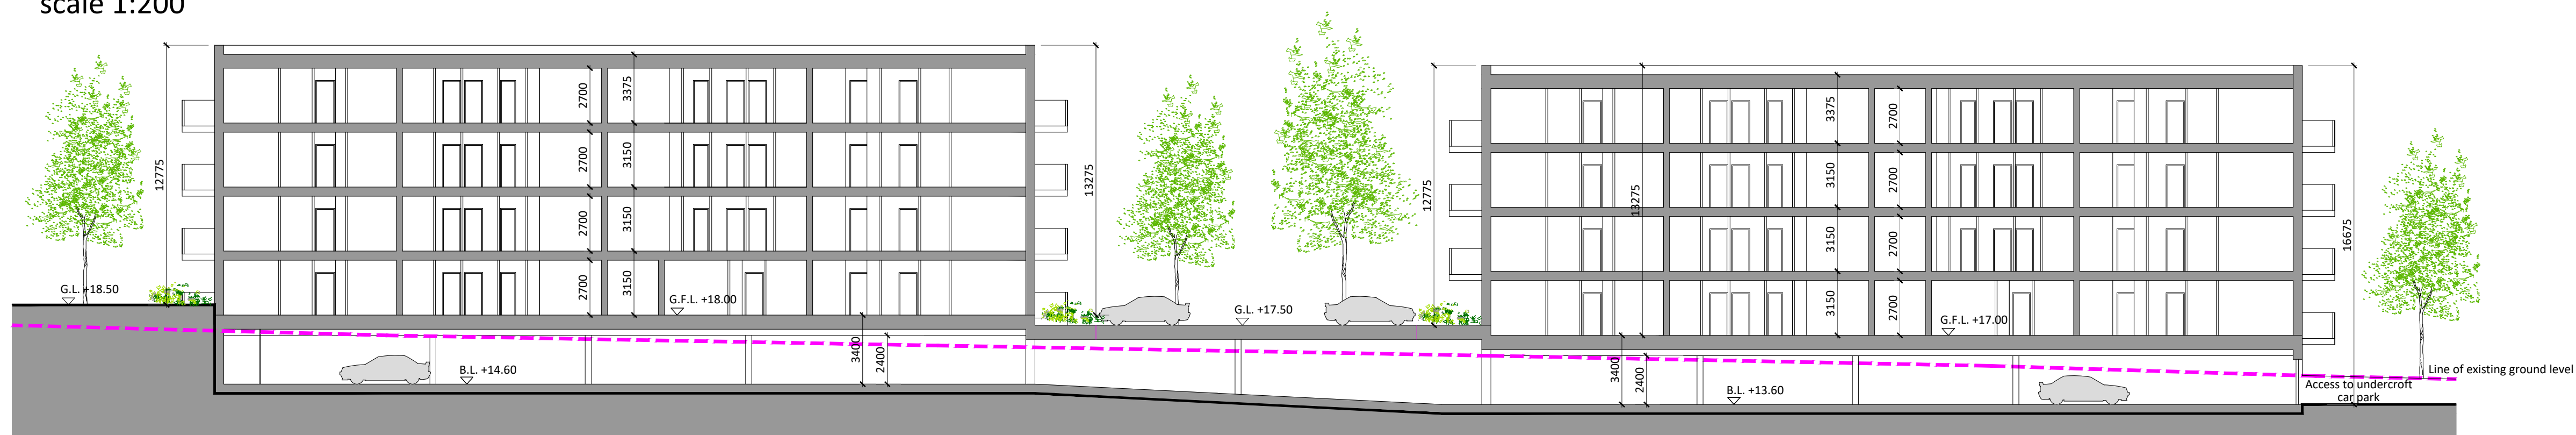 scale 1:200
12775
G.L. +18.50
2700
3375
2700
3150
2700
3150
2700
3150
G.F.L. +18.00
3400
2400
B.L. +14.60
13275
G.L. +17.50
12775
13275
3375
2700
3150
2700
3150
2700
3150
2700
G.F.L. +17.00
3400
2400
B.L. +13.60
16675
Line of existing ground level
Access to undercroft
car park